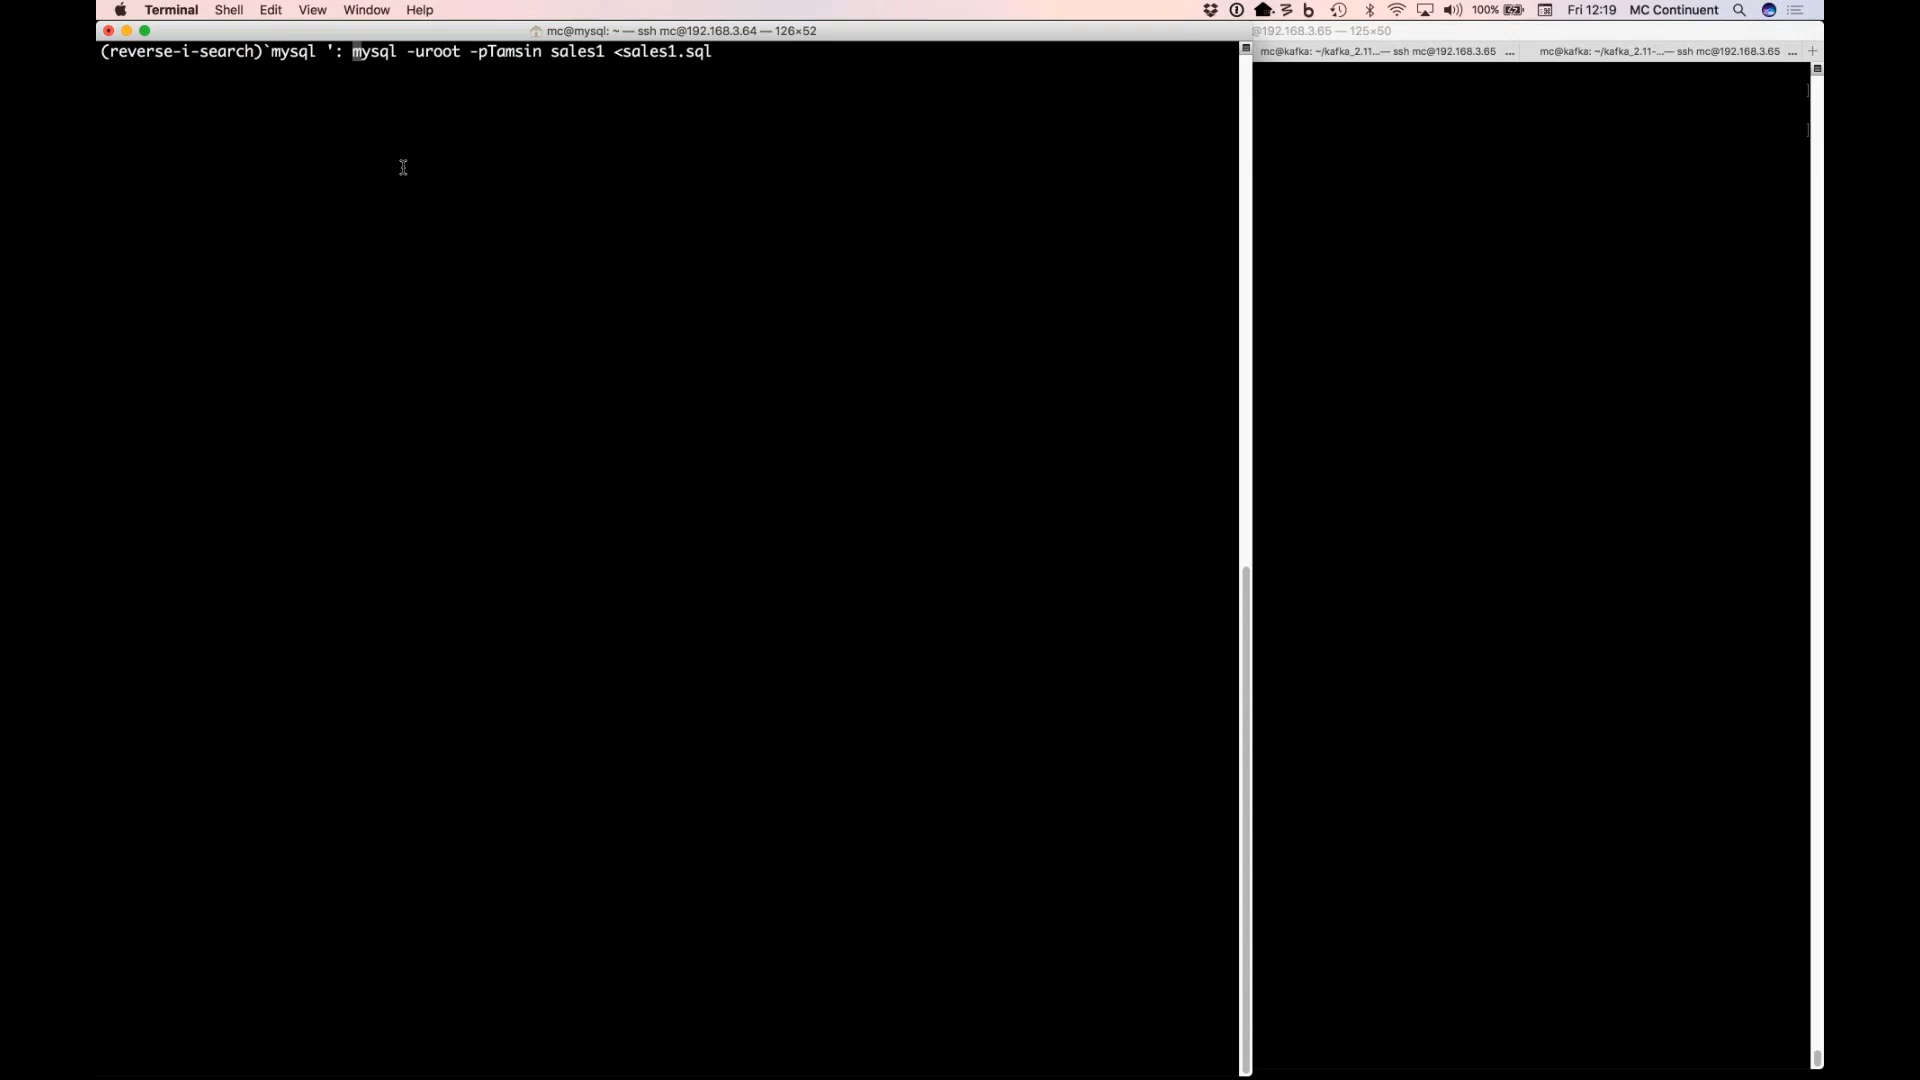 Terminal Shell Edit View Window Help 100% Fri 12:19 MC Continuent
mc@mysql: ~ — ssh mc@192.168.3.64 — 126×52
@192.168.3.65 — 125×50
(reverse-i-search)`mysql ': mysql -uroot -pTamsin sales1 <sales1.sql
mc@kafka: ~/kafka_2.11...— ssh mc@192.168.3.65 ...
mc@kafka: ~/kafka_2.11-...— ssh mc@192.168.3.65 ... +